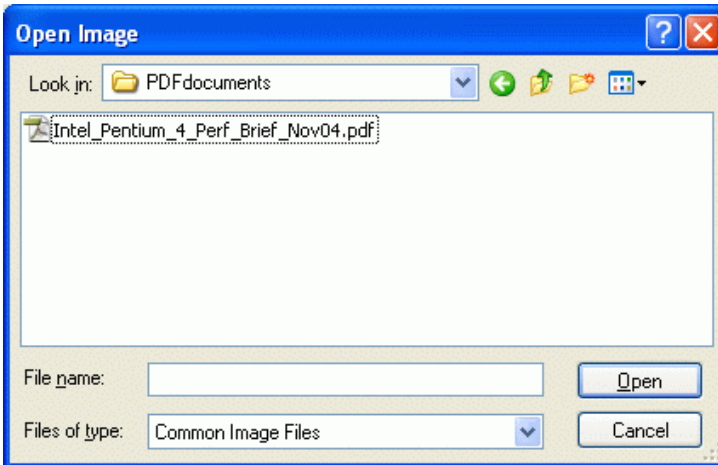 Open Image
Look in: PDFdocuments
Intel_Pentium_4_Perf_Brief_Nov04.pdf
File name: Open
Files of type: Common Image Files Cancel